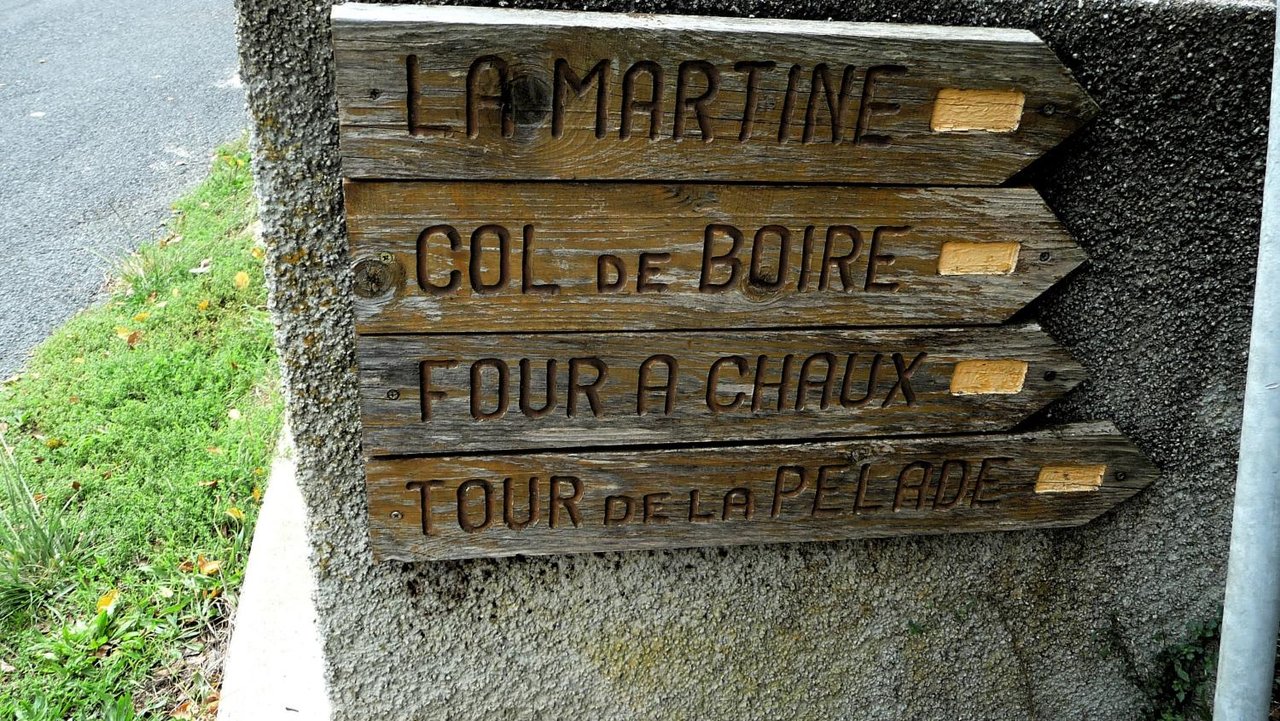 LA MARTINE
COL DE BOIRE
FOUR A CHAUX
TOUR DE LA PELADE